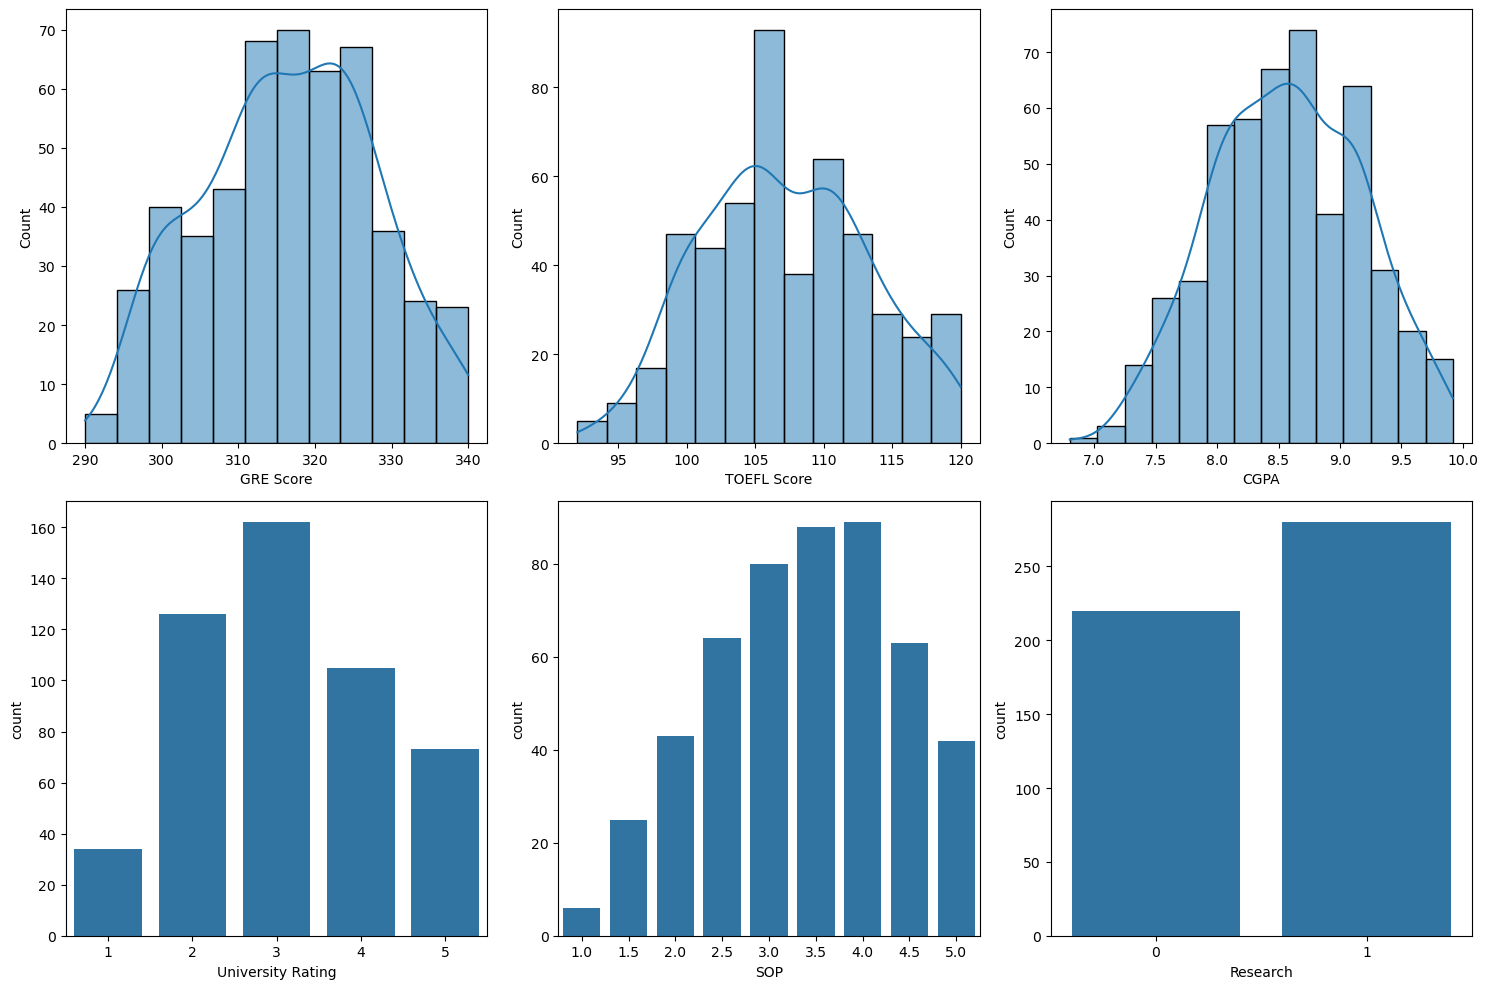 70
60
50
40
30
20
10
0
Count
290 300 310 320 330 340
GRE Score
80
60
40
20
0
Count
95 100 105 110 115 120
TOEFL Score
70
60
50
40
30
20
10
0
Count
7.0 7.5 8.0 8.5 9.0 9.5 10.0
CGPA
160
140
120
100
80
60
40
20
0
count
1 2 3 4 5
University Rating
80
60
40
20
0
count
1.0 1.5 2.0 2.5 3.0 3.5 4.0 4.5 5.0
SOP
250
200
150
100
50
0
count
0 1
Research